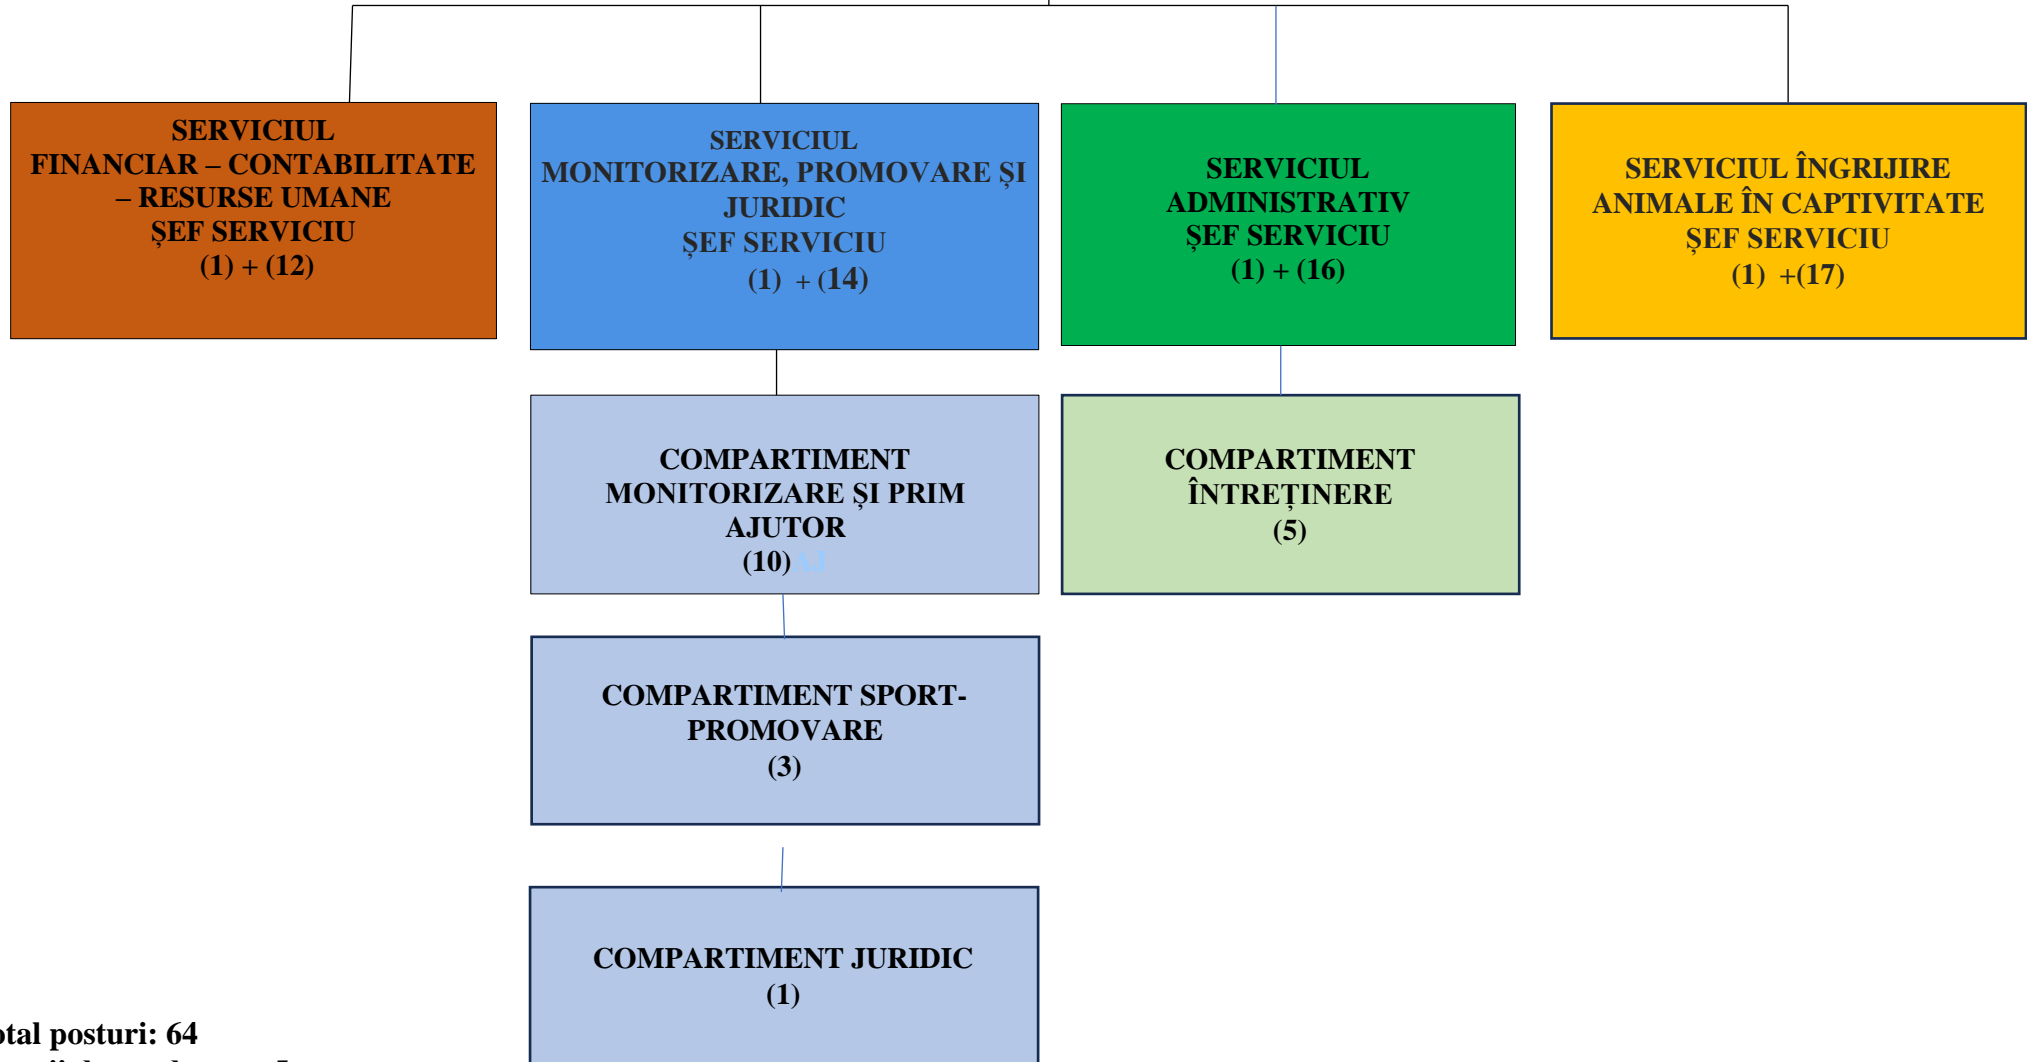 SERVICIUL
FINANCIAR – CONTABILITATE
– RESURSE UMANE
ȘEF SERVICIU
(1) + (12)
SERVICIUL
MONITORIZARE, PROMOVARE ȘI
JURIDIC
ȘEF SERVICIU
(1) + (14)
SERVICIUL
ADMINISTRATIV
ȘEF SERVICIU
(1) + (16)
SERVICIUL ÎNGRIJIRE
ANIMALE ÎN CAPTIVITATE
ȘEF SERVICIU
(1) +(17)
COMPARTIMENT
MONITORIZARE ȘI PRIM
AJUTOR
(10)
COMPARTIMENT
ÎNTREȚINERE
(5)
COMPARTIMENT SPORT-
PROMOVARE
(3)
COMPARTIMENT JURIDIC
(1)
otal posturi: 64